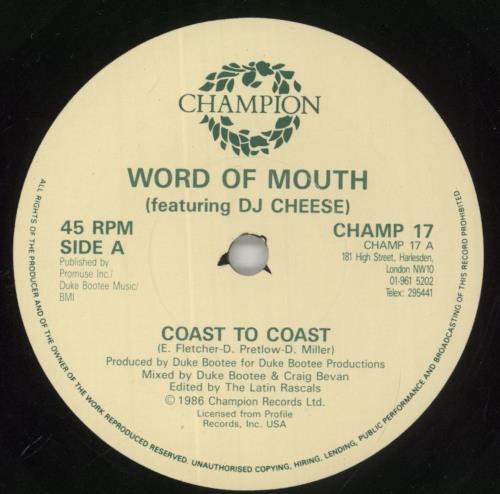 CHAMPION
WORD OF MOUTH
(featuring DJ CHEESE)
45 RPM
SIDE A
Published by
Promuse Inc./
Duke Bootee Music/
BMI
CHAMP 17
CHAMP 17 A
181 High Street, Harlesden,
London NW10
01-961 5202
Telex: 295441
COAST TO COAST
(E. Fletcher-D. Pretlow-D. Miller)
Produced by Duke Bootee for Duke Bootee Productions
Mixed by Duke Bootee & Craig Bevan
Edited by The Latin Rascals
© 1986 Champion Records Ltd.
Licensed from Profile
Records, Inc. USA
ALL RIGHTS OF THE PRODUCER AND OF THE OWNER OF THE WORK REPRODUCED RESERVED. UNAUTHORISED COPYING, HIRING, LENDING, PUBLIC PERFORMANCE AND BROADCASTING OF THIS RECORD PROHIBITED